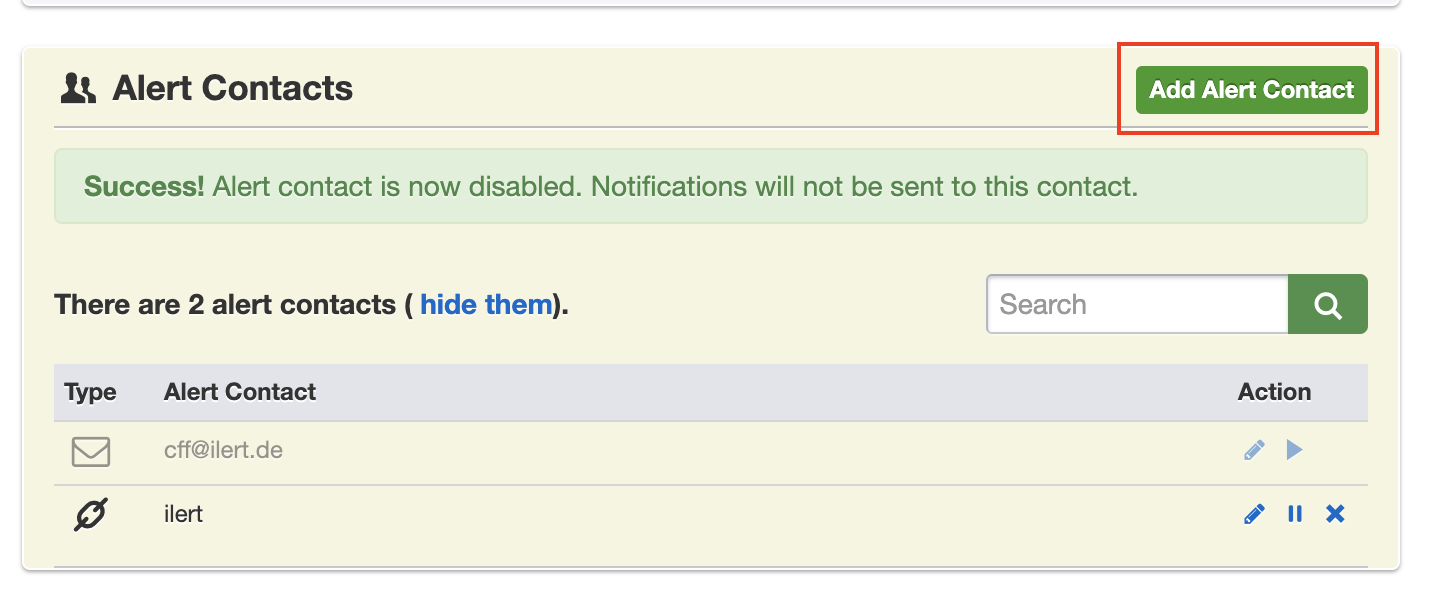 Alert Contacts
Add Alert Contact
Success! Alert contact is now disabled. Notifications will not be sent to this contact.
There are 2 alert contacts ( hide them).
Search
Type Alert Contact Action
cff@ilert.de
ilert